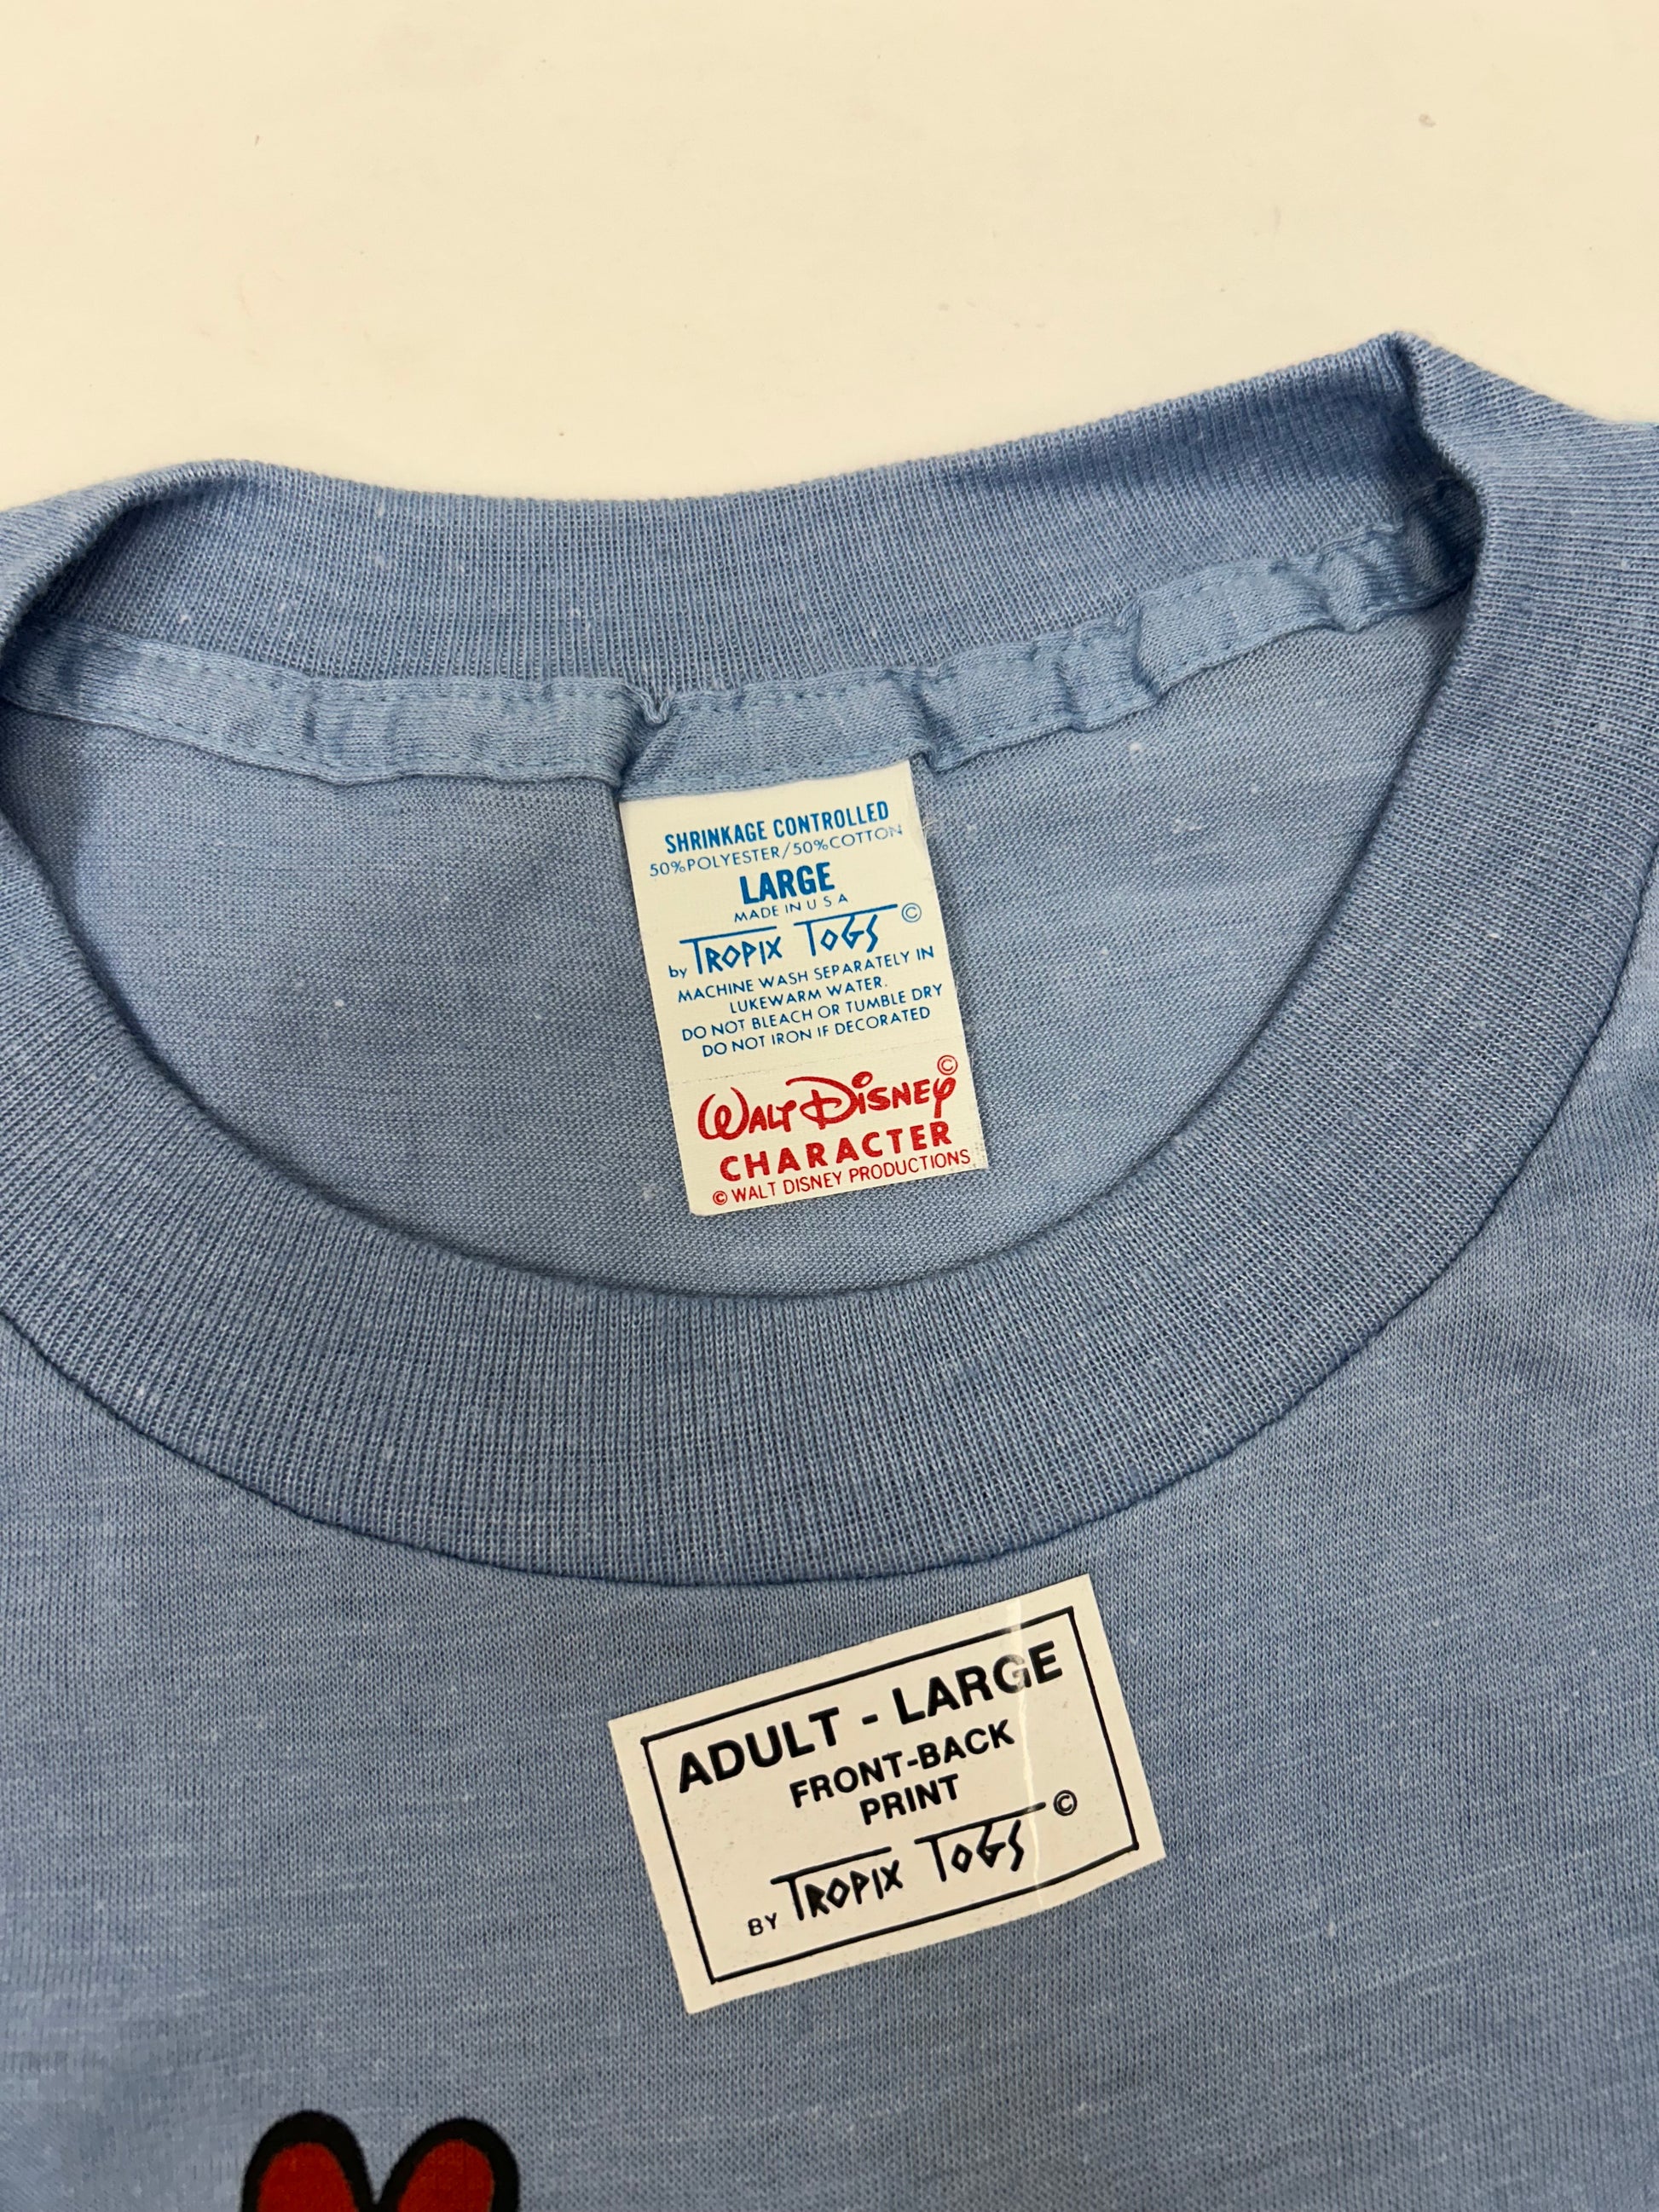 SHRINKAGE CONTROLLED
50%POLYESTER/50%COTTON
LARGE
MADE IN U S A
by TROPIX TOGS ©
MACHINE WASH SEPARATELY IN
LUKEWARM WATER.
DO NOT BLEACH OR TUMBLE DRY
DO NOT IRON IF DECORATED
WALT DISNEY ©
CHARACTER
© WALT DISNEY PRODUCTIONS
ADULT - LARGE
FRONT-BACK
PRINT
BY TROPIX TOGS ©